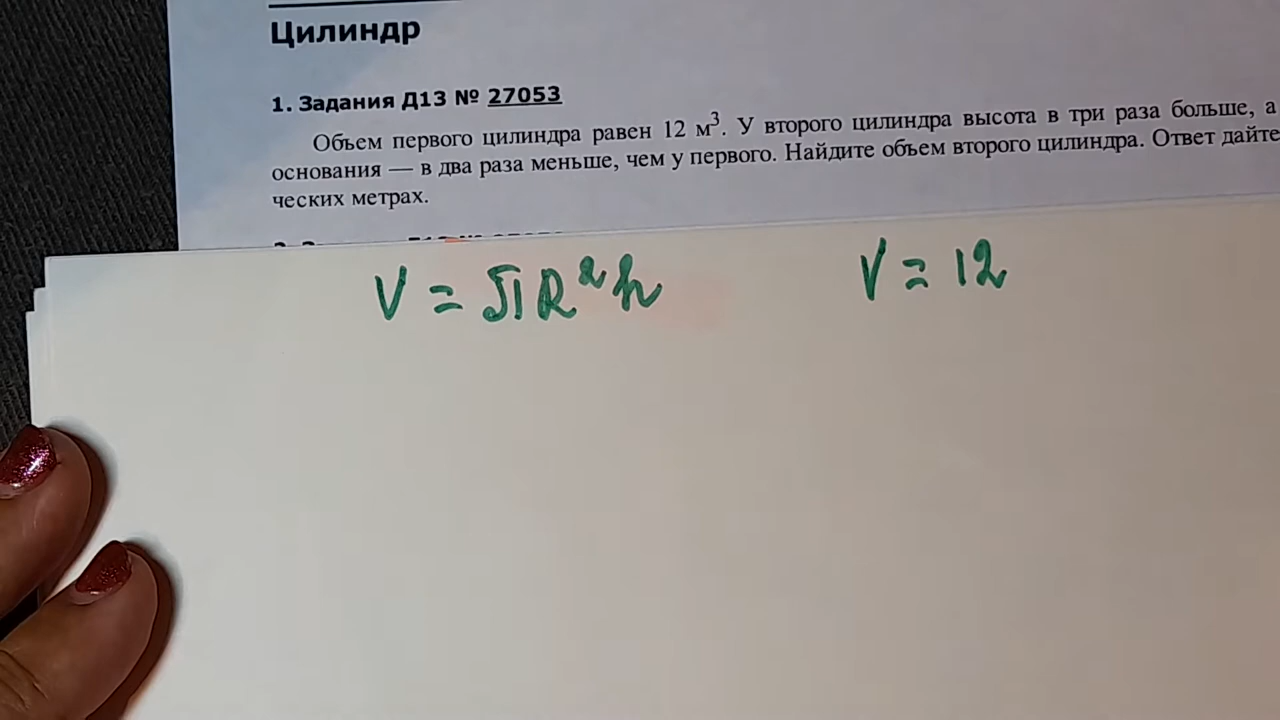 Цилиндр
1. Задания Д13 № 27053
Объем первого цилиндра равен 12 м³. У второго цилиндра высота в три раза больше, а
основания — в два раза меньше, чем у первого. Найдите объем второго цилиндра. Ответ дайте
ческих метрах.
V = πR²h
V = 12